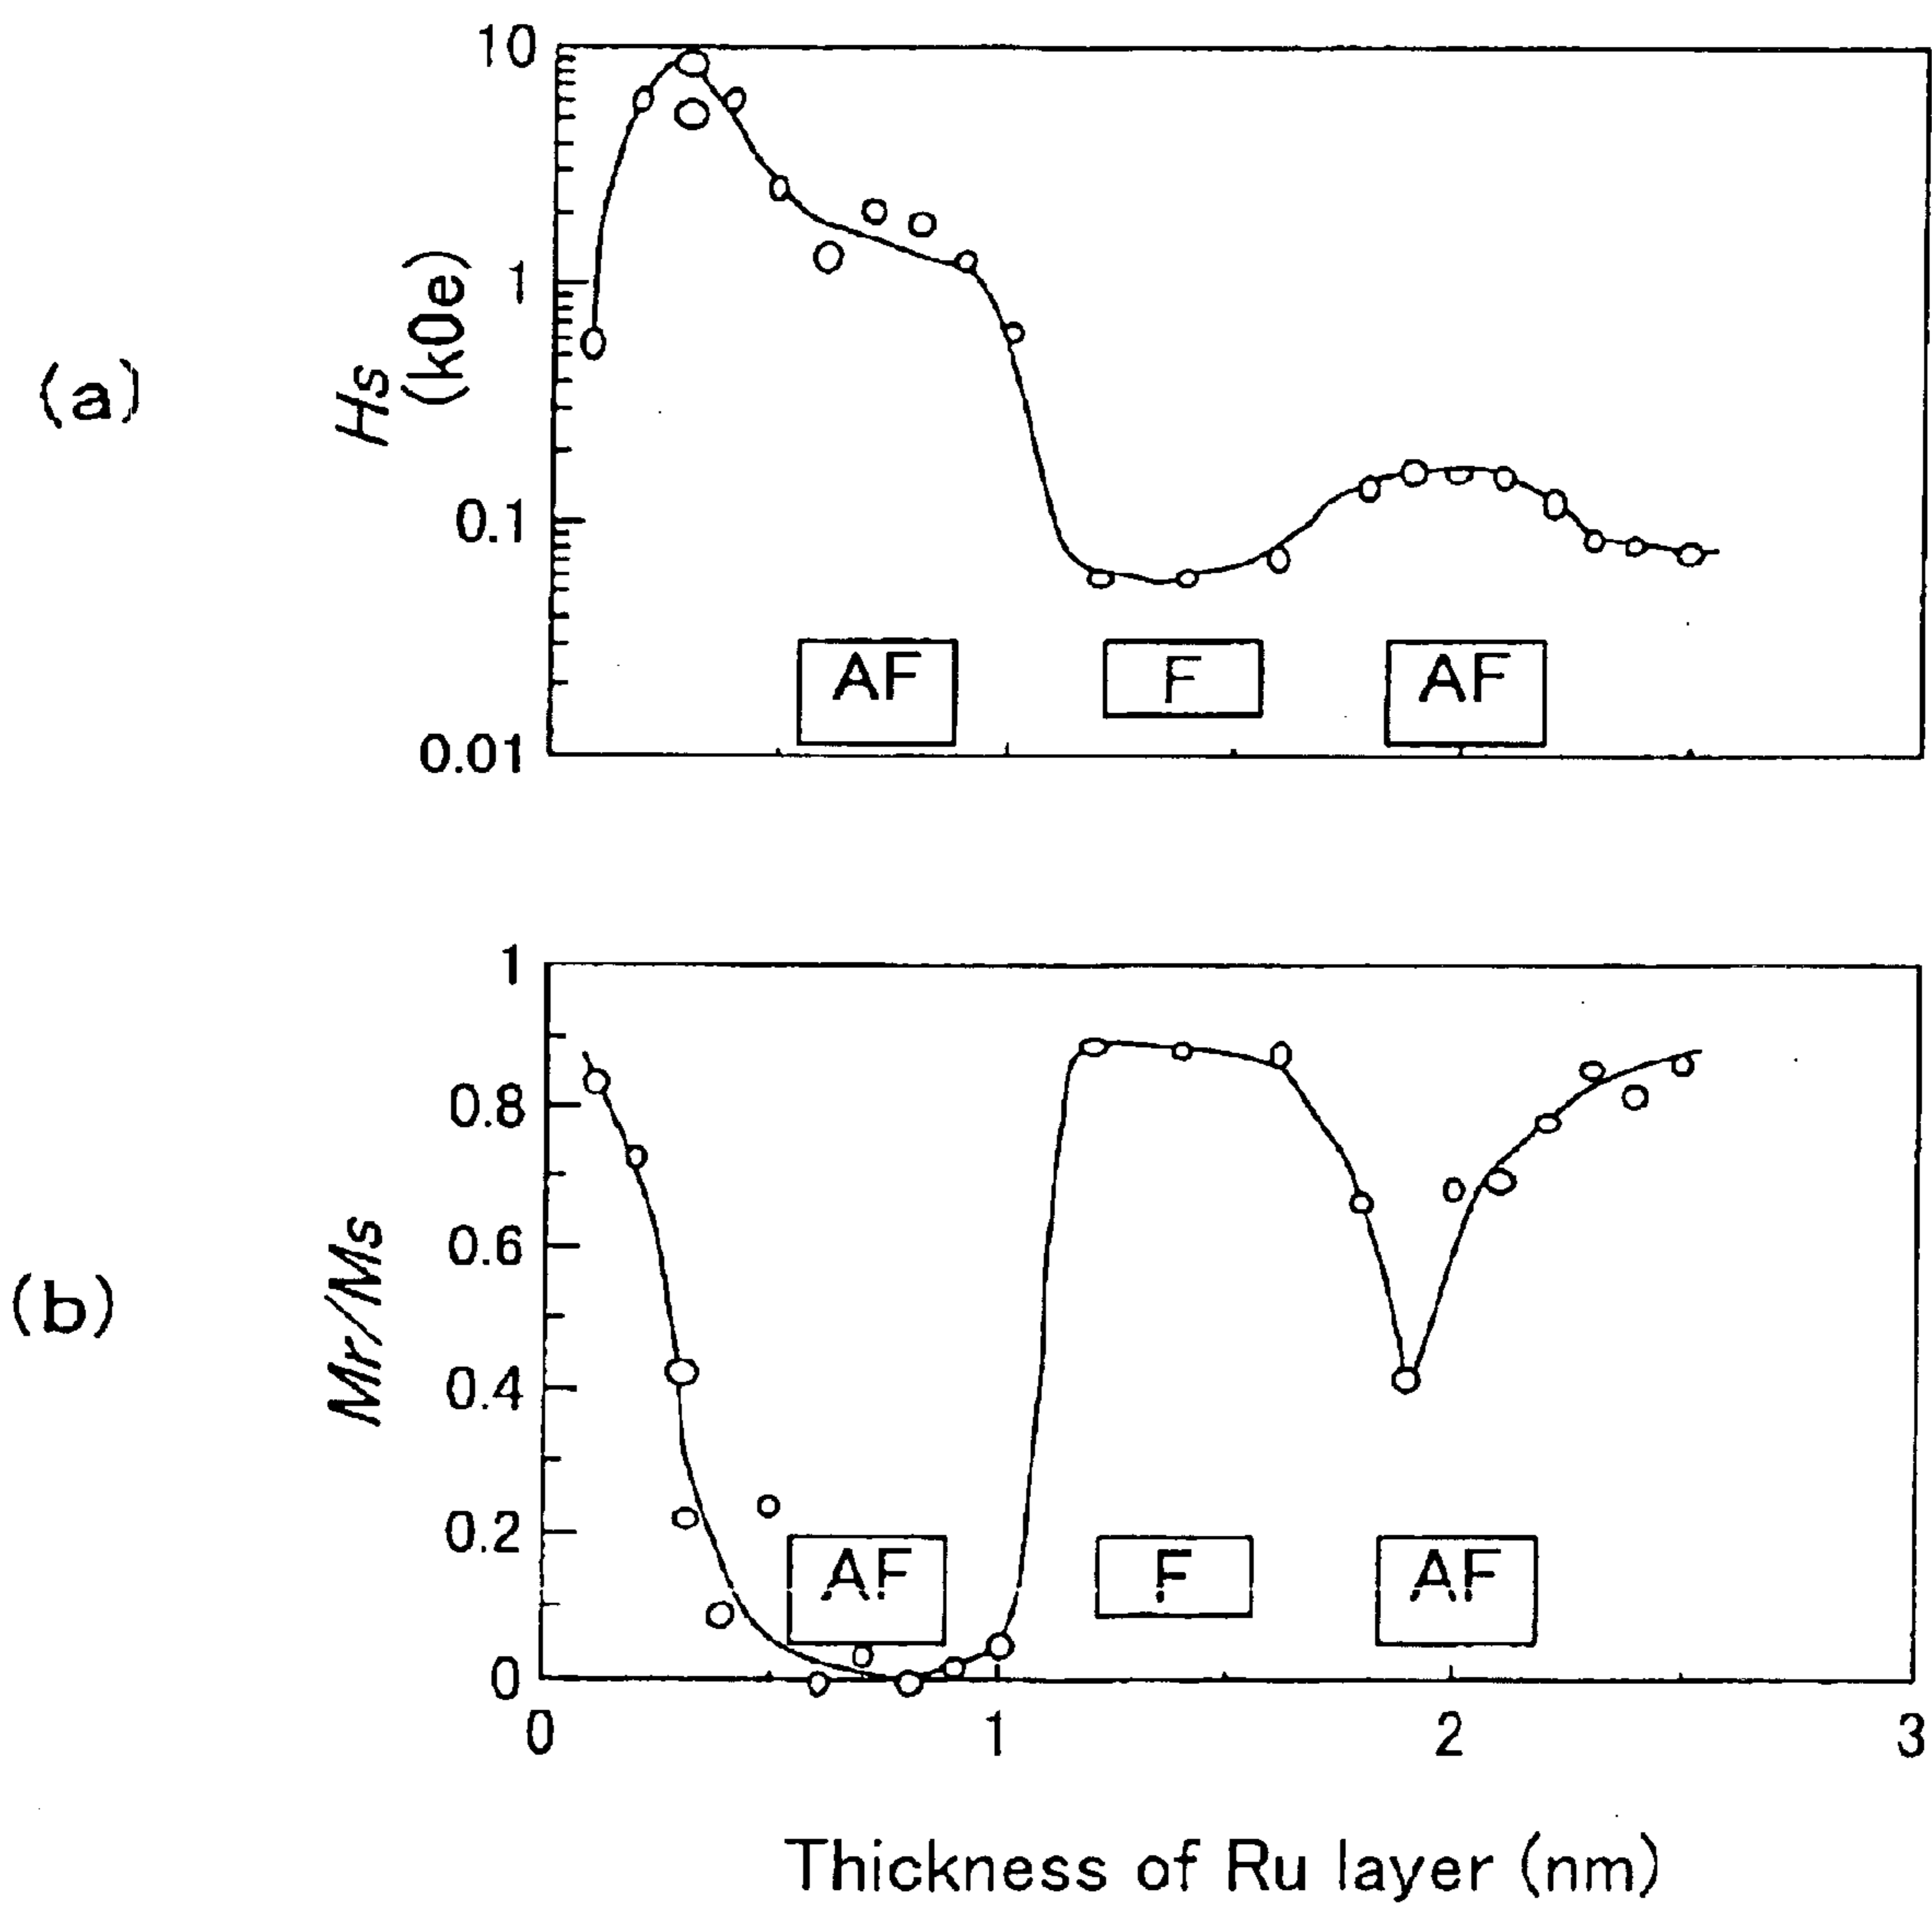 (a)
Hs
(kOe)
10
1
0.1
0.01
AF F AF
(b)
Mr/Ms
1
0.8
0.6
0.4
0.2
0
AF F AF
0 1 2 3
Thickness of Ru layer (nm)